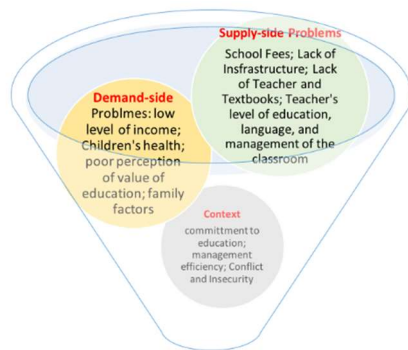 Supply-side Problems
School Fees; Lack of
Insfrastructure; Lack
of Teacher and
Textbooks; Teacher's
level of education,
language, and
management of the
classroom
Demand-side
Problmes: low
level of income;
Children's health;
poor perception
of value of
education; family
factors
Context
committment to
education;
management
efficiency; Conflict
and Insecurity